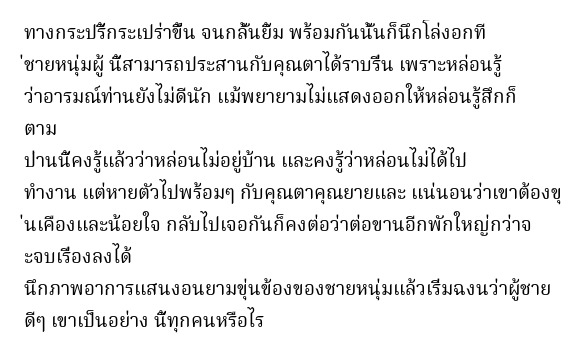 ทางกระปรี้กระเปร่าขึ้น จนกลั้นยิ้ม พร้อมกันนั้นก็นึกโล่งอกที
่ชายหนุ่มผู้ นี้สามารถประสานกับคุณตาได้ราบรื่น เพราะหล่อนรู้
ว่าอารมณ์ท่านยังไม่ดีนัก แม้พยายามไม่แสดงออกให้หล่อนรู้สึกก็
ตาม
ปานนี้คงรู้แล้วว่าหล่อนไม่อยู่บ้าน และคงรู้ว่าหล่อนไม่ได้ไป
ทำงาน แต่หายตัวไปพร้อมๆ กับคุณตาคุณยายและ แน่นอนว่าเขาต้องขุ
่นเคืองและน้อยใจ กลับไปเจอกันก็คงต่อว่าต่อขานอีกพักใหญ่กว่าจ
ะจบเรื่องลงได้
นึกภาพอาการแสนงอนยามขุ่นข้องของชายหนุ่มแล้วเริ่มฉงนว่าผู้ชาย
ดีๆ เขาเป็นอย่าง นี้ทุกคนหรือไร